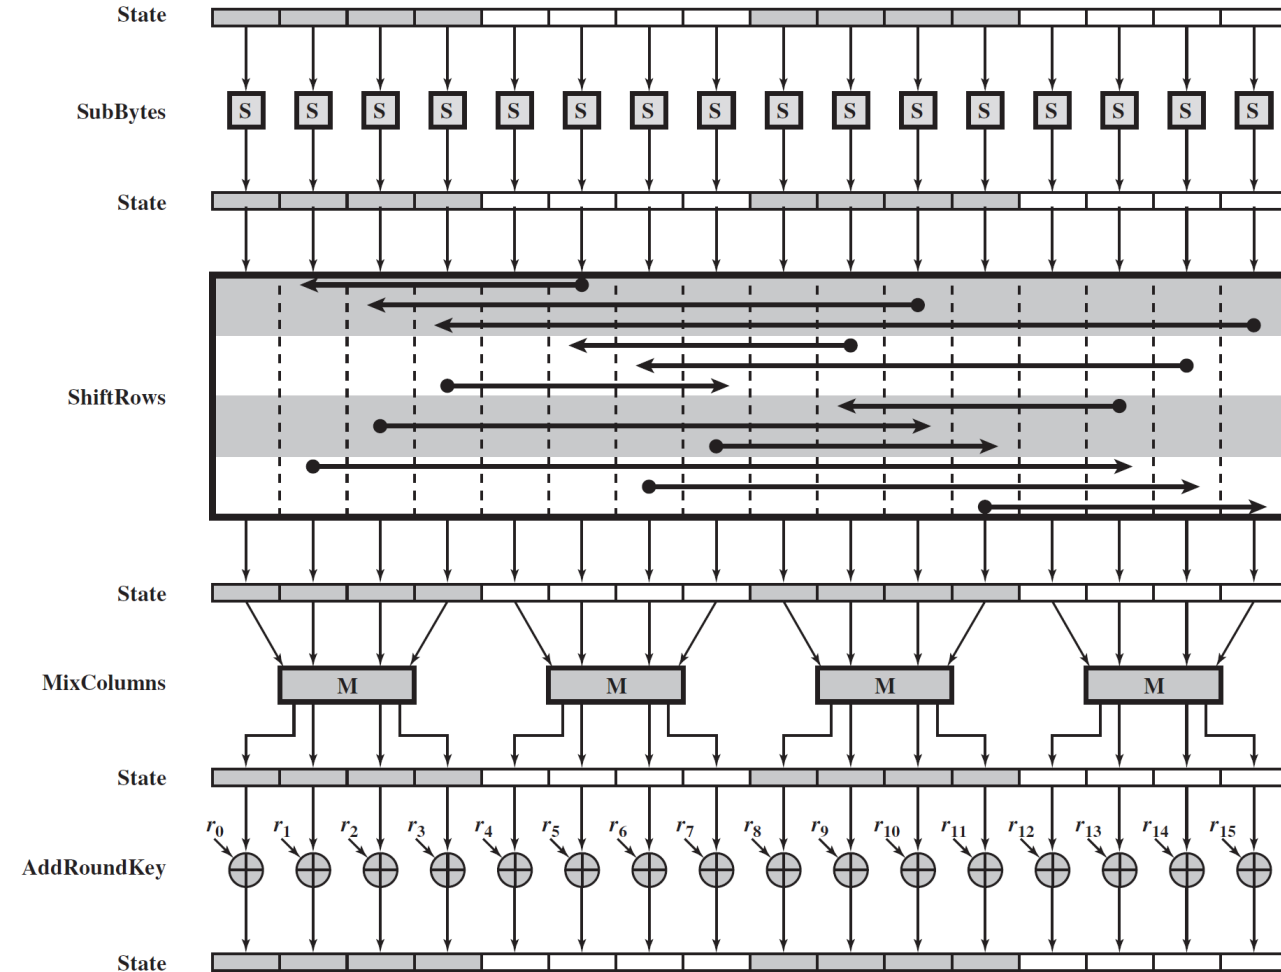 State
SubBytes S S S S S S S S S S S S S S S S
State
ShiftRows
State
MixColumns M M M M
State
r0 r1 r2 r3 r4 r5 r6 r7 r8 r9 r10 r11 r12 r13 r14 r15
AddRoundKey
State